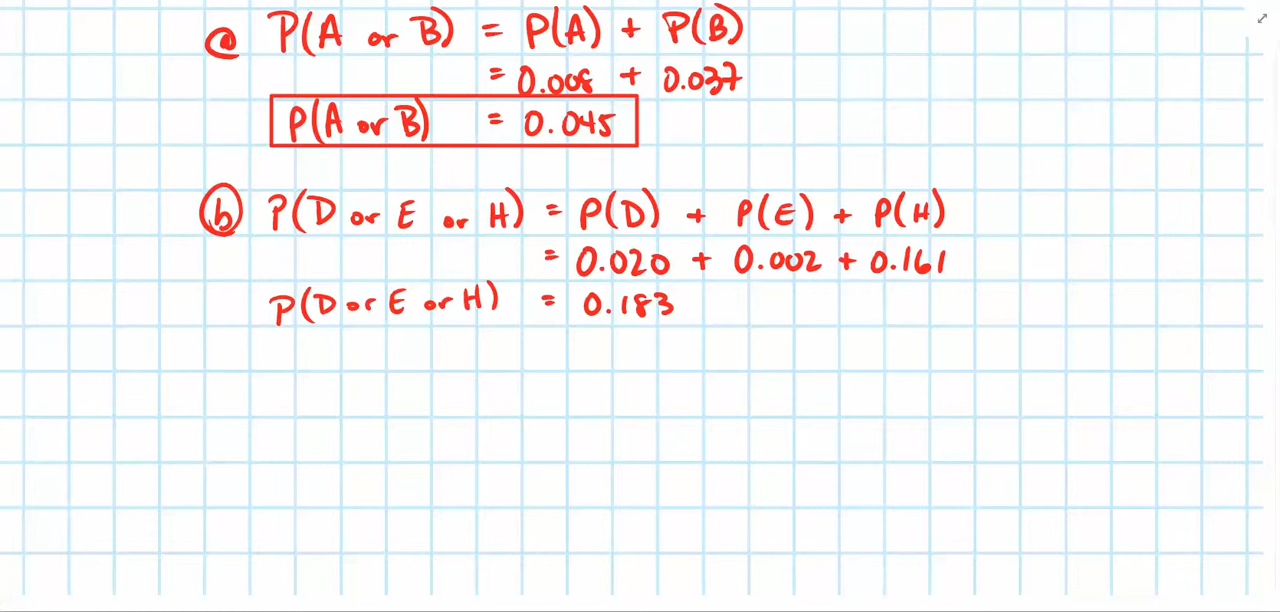 ⓐ P(A or B) = P(A) + P(B)
= 0.008 + 0.037
P(A or B) = 0.045
ⓑ P(D or E or H) = P(D) + P(E) + P(H)
= 0.020 + 0.002 + 0.161
P(D or E or H) = 0.183